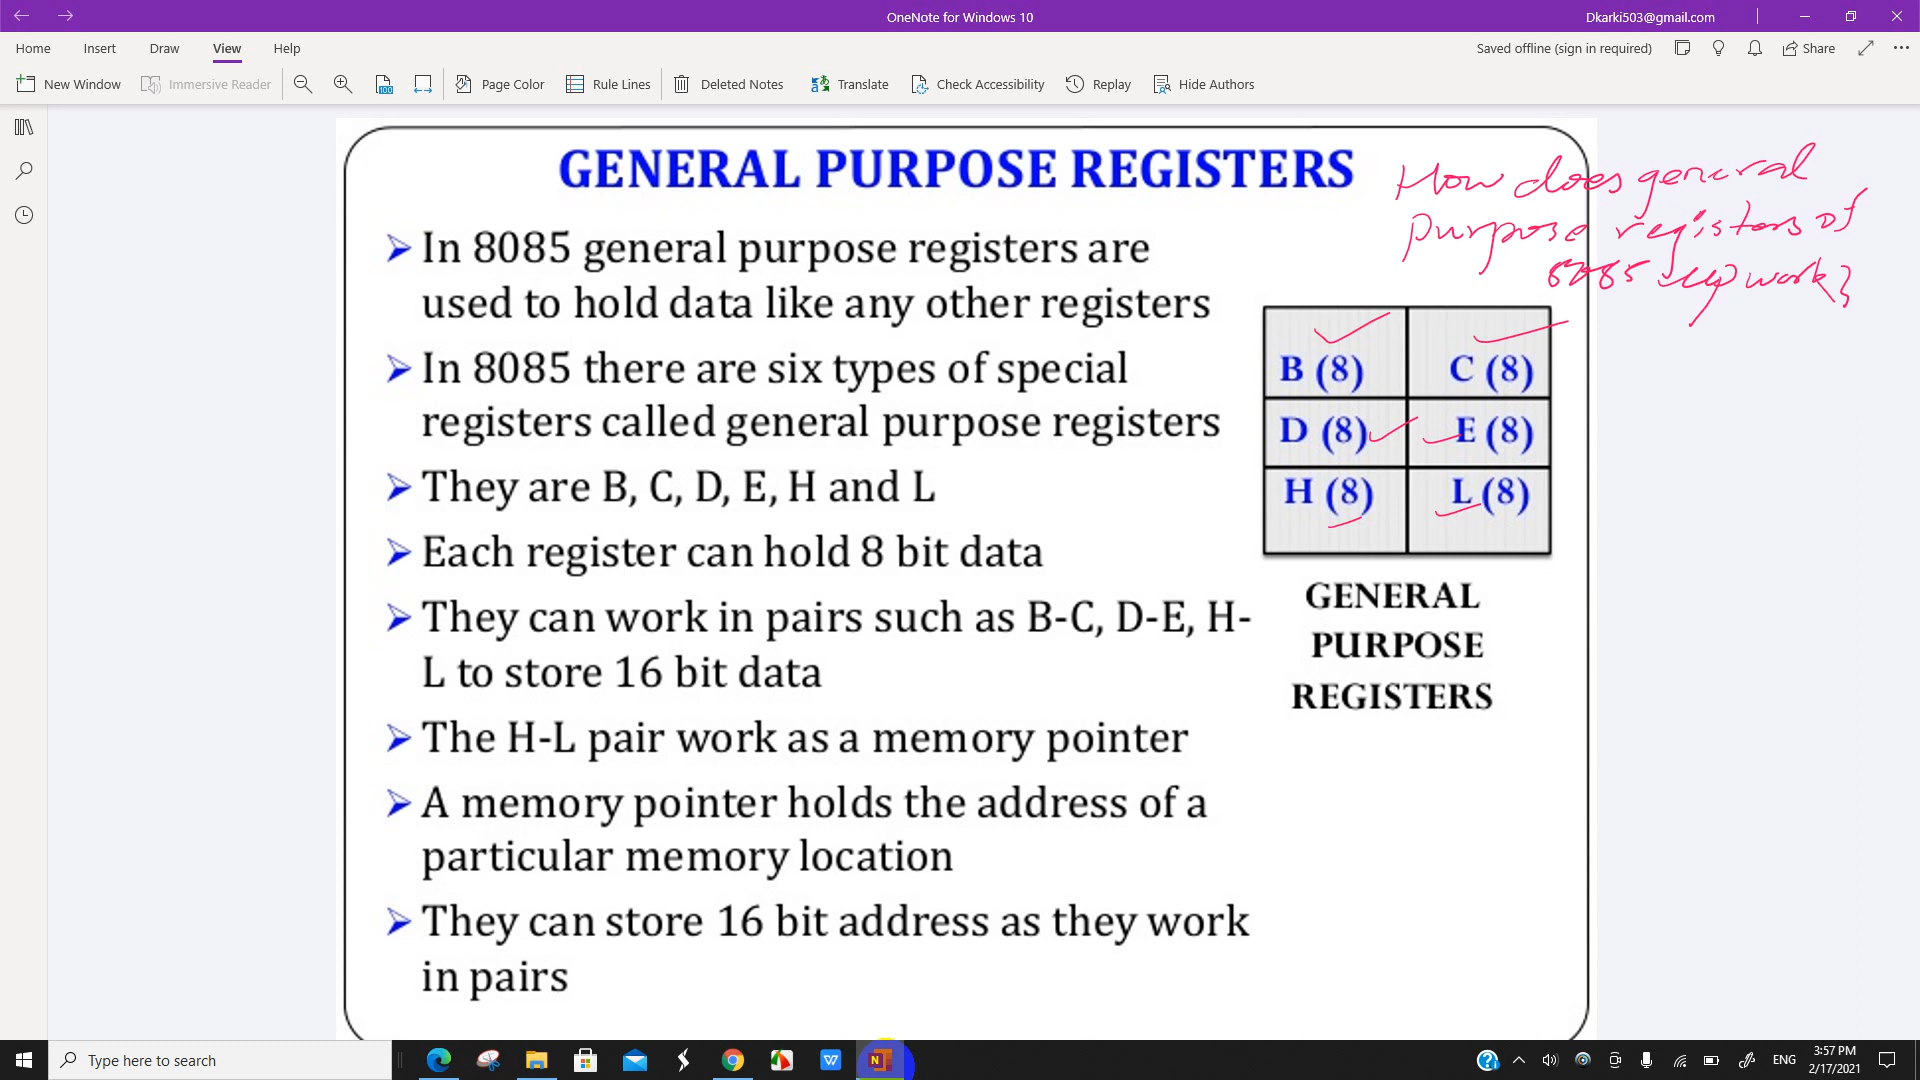 OneNote for Windows 10
Dkarki503@gmail.com
Home Insert Draw View Help
Saved offline (sign in required) Share
New Window Immersive Reader Page Color Rule Lines Deleted Notes Translate Check Accessibility Replay Hide Authors
GENERAL PURPOSE REGISTERS
How does general
purpose registers of
8085 up work?
In 8085 general purpose registers are
used to hold data like any other registers
In 8085 there are six types of special
registers called general purpose registers
They are B, C, D, E, H and L
Each register can hold 8 bit data
They can work in pairs such as B-C, D-E, H-
L to store 16 bit data
The H-L pair work as a memory pointer
A memory pointer holds the address of a
particular memory location
They can store 16 bit address as they work
in pairs
B (8) C (8)
D (8) E (8)
H (8) L (8)
GENERAL
PURPOSE
REGISTERS
Type here to search
ENG
3:57 PM
2/17/2021